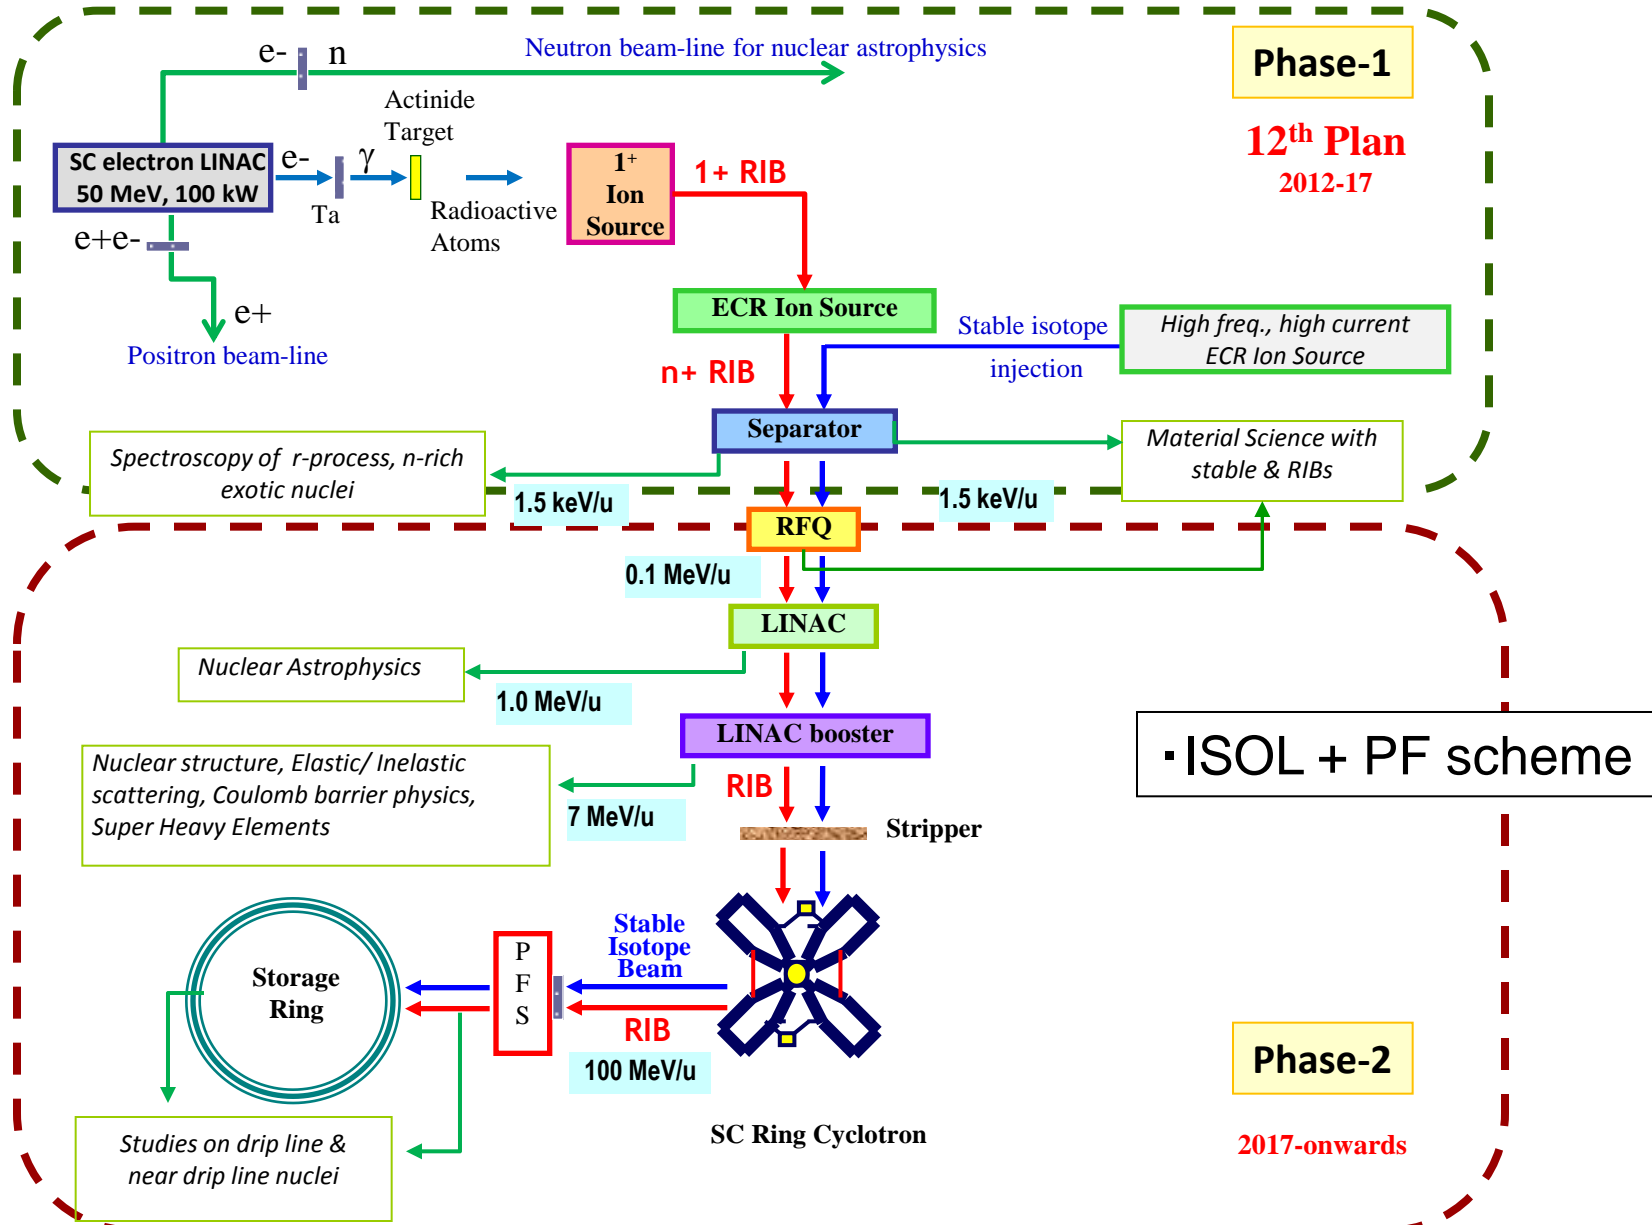 e-
n
Neutron beam-line for nuclear astrophysics
Phase-1
12th Plan
2012-17
Actinide
Target
SC electron LINAC
50 MeV, 100 kW
e-
γ
Ta
Radioactive
Atoms
1+
Ion
Source
1+ RIB
e+e-
e+
Positron beam-line
ECR Ion Source
Stable isotope
injection
High freq., high current
ECR Ion Source
n+ RIB
Separator
Spectroscopy of r-process, n-rich
exotic nuclei
Material Science with
stable & RIBs
1.5 keV/u
1.5 keV/u
RFQ
0.1 MeV/u
LINAC
Nuclear Astrophysics
1.0 MeV/u
LINAC booster
▪ISOL + PF scheme
Nuclear structure, Elastic/ Inelastic
scattering, Coulomb barrier physics,
Super Heavy Elements
7 MeV/u
RIB
Stripper
Storage
Ring
P
F
S
Stable
Isotope
Beam
RIB
100 MeV/u
SC Ring Cyclotron
Phase-2
2017-onwards
Studies on drip line &
near drip line nuclei